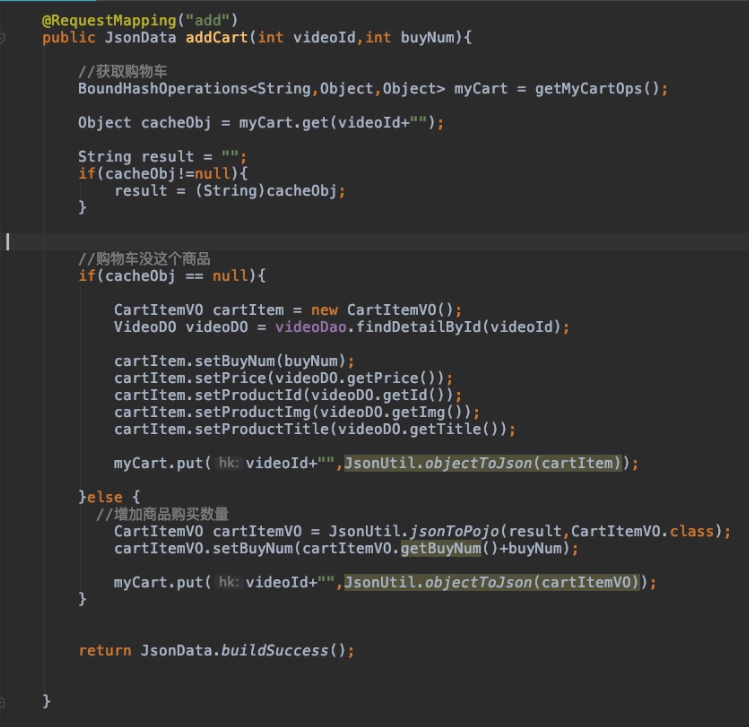 @RequestMapping("add")
public JsonData addCart(int videoId,int buyNum){
//获取购物车
BoundHashOperations<String,Object,Object> myCart = getMyCartOps();
Object cacheObj = myCart.get(videoId+"");
String result = "";
if(cacheObj!=null){
result = (String)cacheObj;
}
//购物车没这个商品
if(cacheObj == null){
CartItemVO cartItem = new CartItemVO();
VideoDO videoDO = videoDao.findDetailById(videoId);
cartItem.setBuyNum(buyNum);
cartItem.setPrice(videoDO.getPrice());
cartItem.setProductId(videoDO.getId());
cartItem.setProductImg(videoDO.getImg());
cartItem.setProductTitle(videoDO.getTitle());
myCart.put( hk: videoId+"",JsonUtil.objectToJson(cartItem));
}else {
//增加商品购买数量
CartItemVO cartItemVO = JsonUtil.jsonToPojo(result,CartItemVO.class);
cartItemVO.setBuyNum(cartItemVO.getBuyNum()+buyNum);
myCart.put( hk: videoId+"",JsonUtil.objectToJson(cartItemVO));
}
return JsonData.buildSuccess();
}